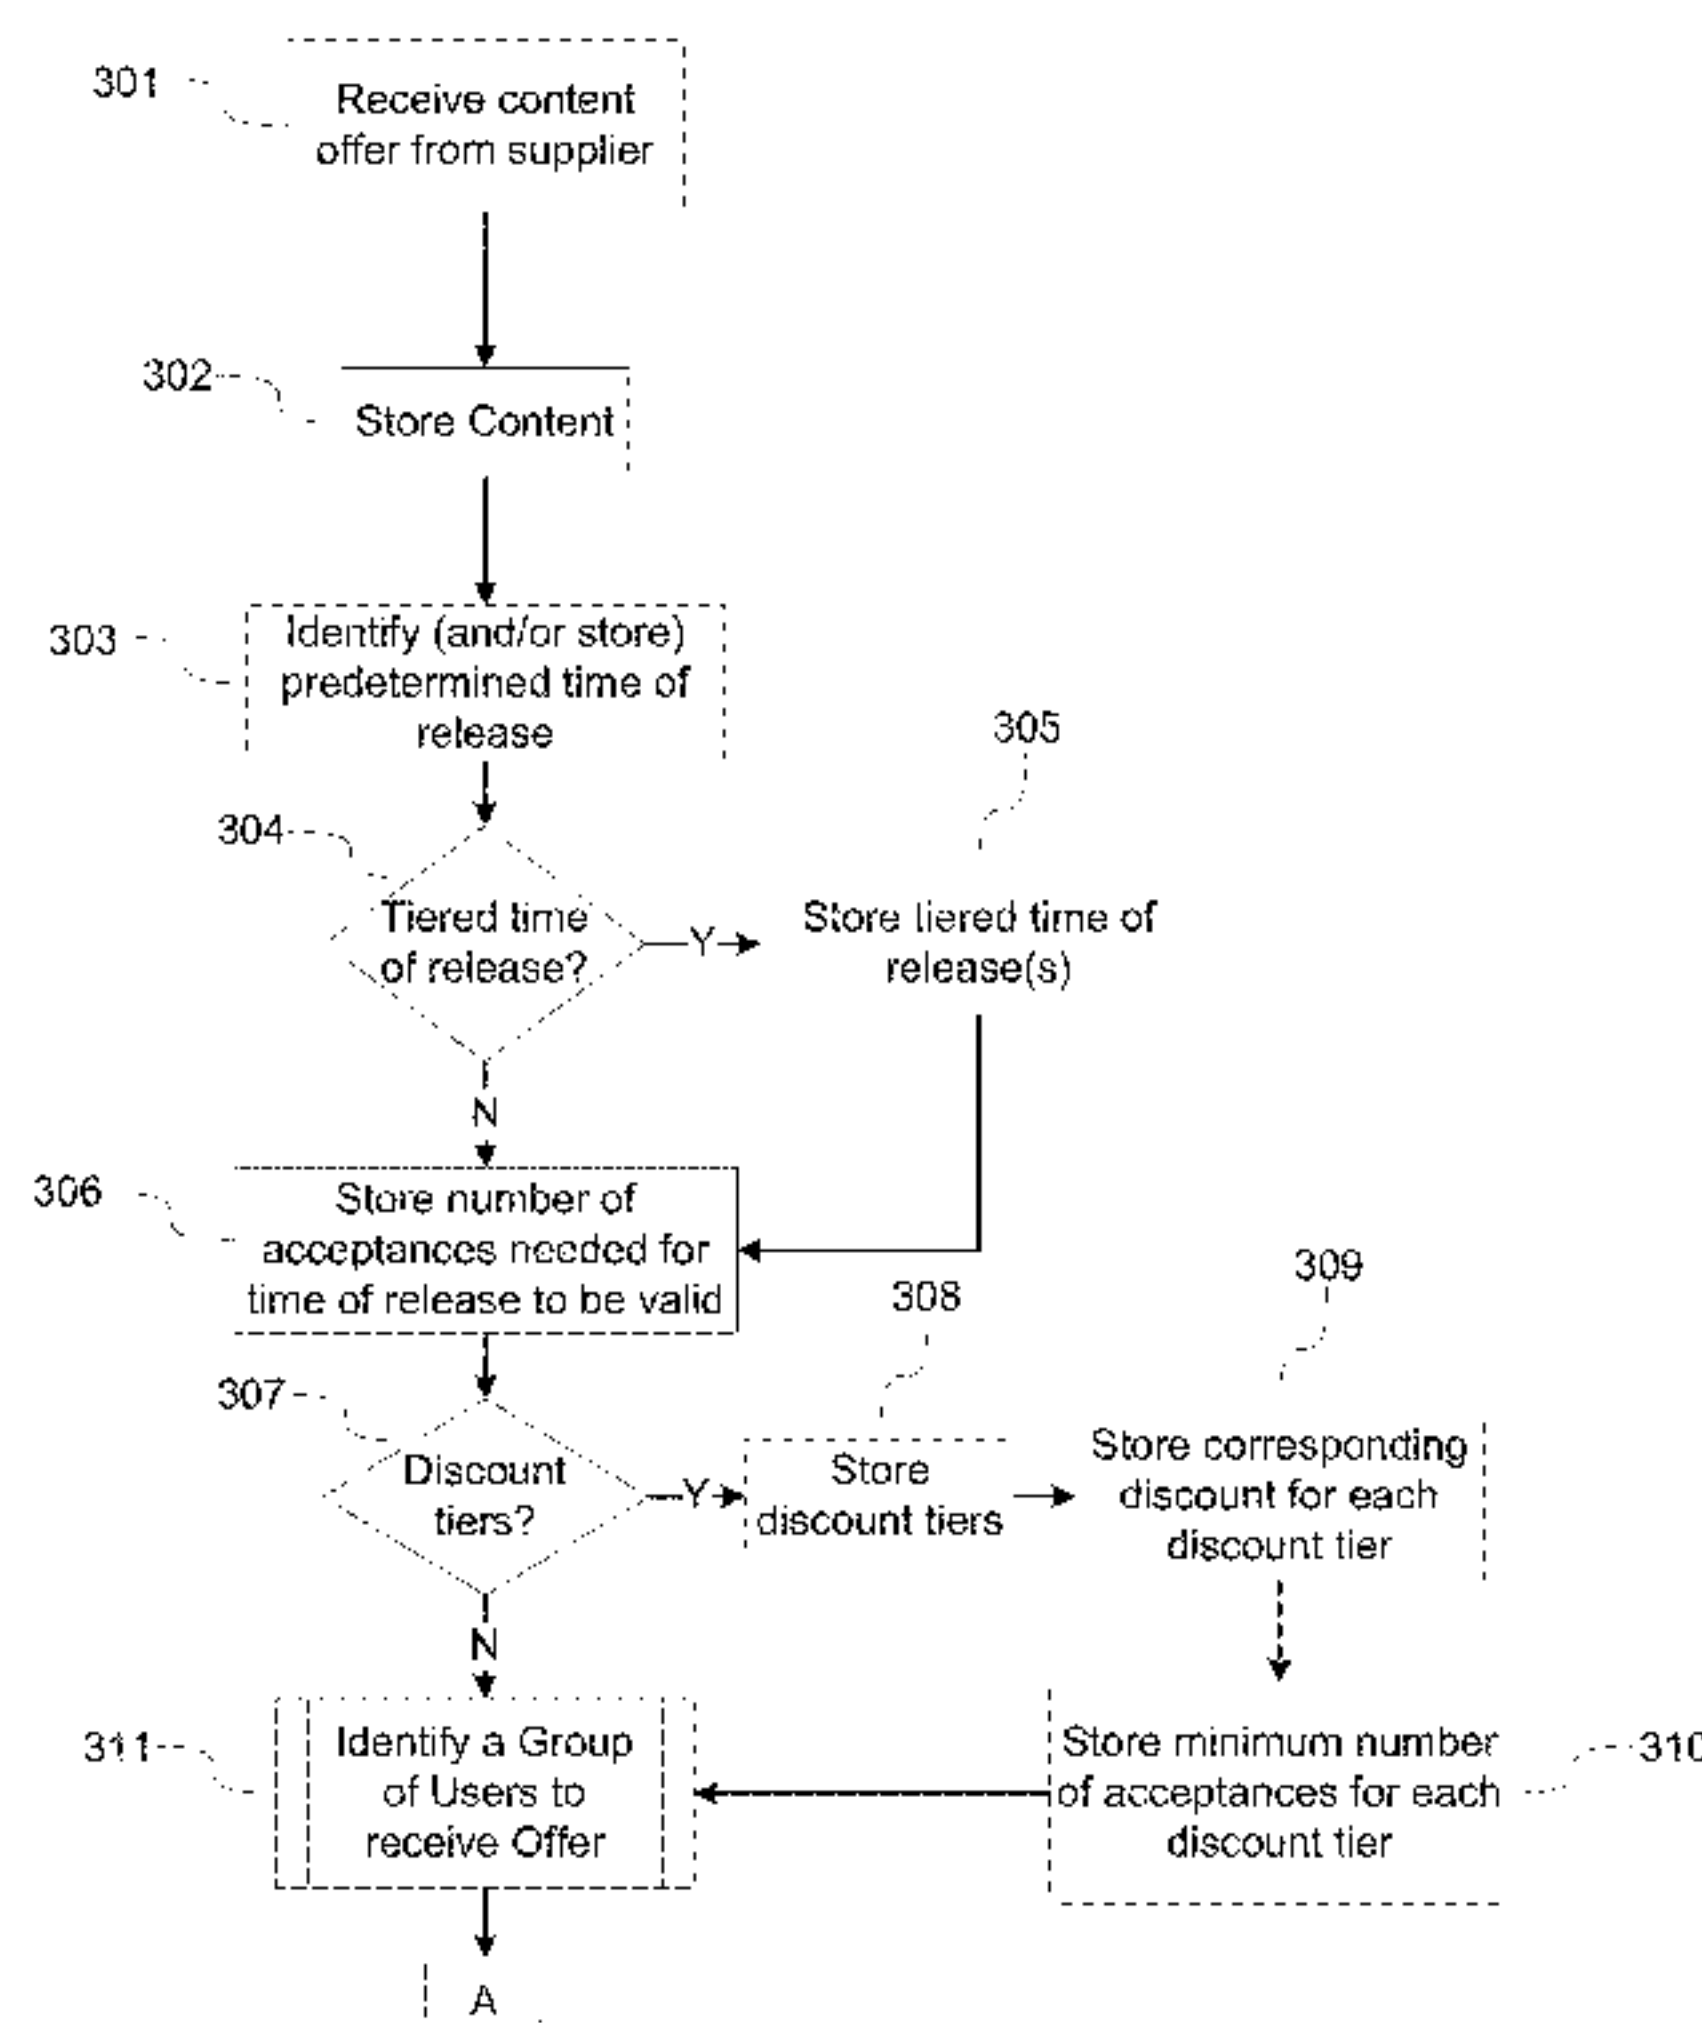 301
Receive content
offer from supplier
302
Store Content
303
Identify (and/or store)
predetermined time of
release
304
Tiered time
of release?
Y
305
Store tiered time of
release(s)
N
306
Store number of
acceptances needed for
time of release to be valid
307
Discount
tiers?
Y
308
Store
discount tiers
309
Store corresponding
discount for each
discount tier
N
311
Identify a Group
of Users to
receive Offer
Store minimum number
of acceptances for each
discount tier
310
A